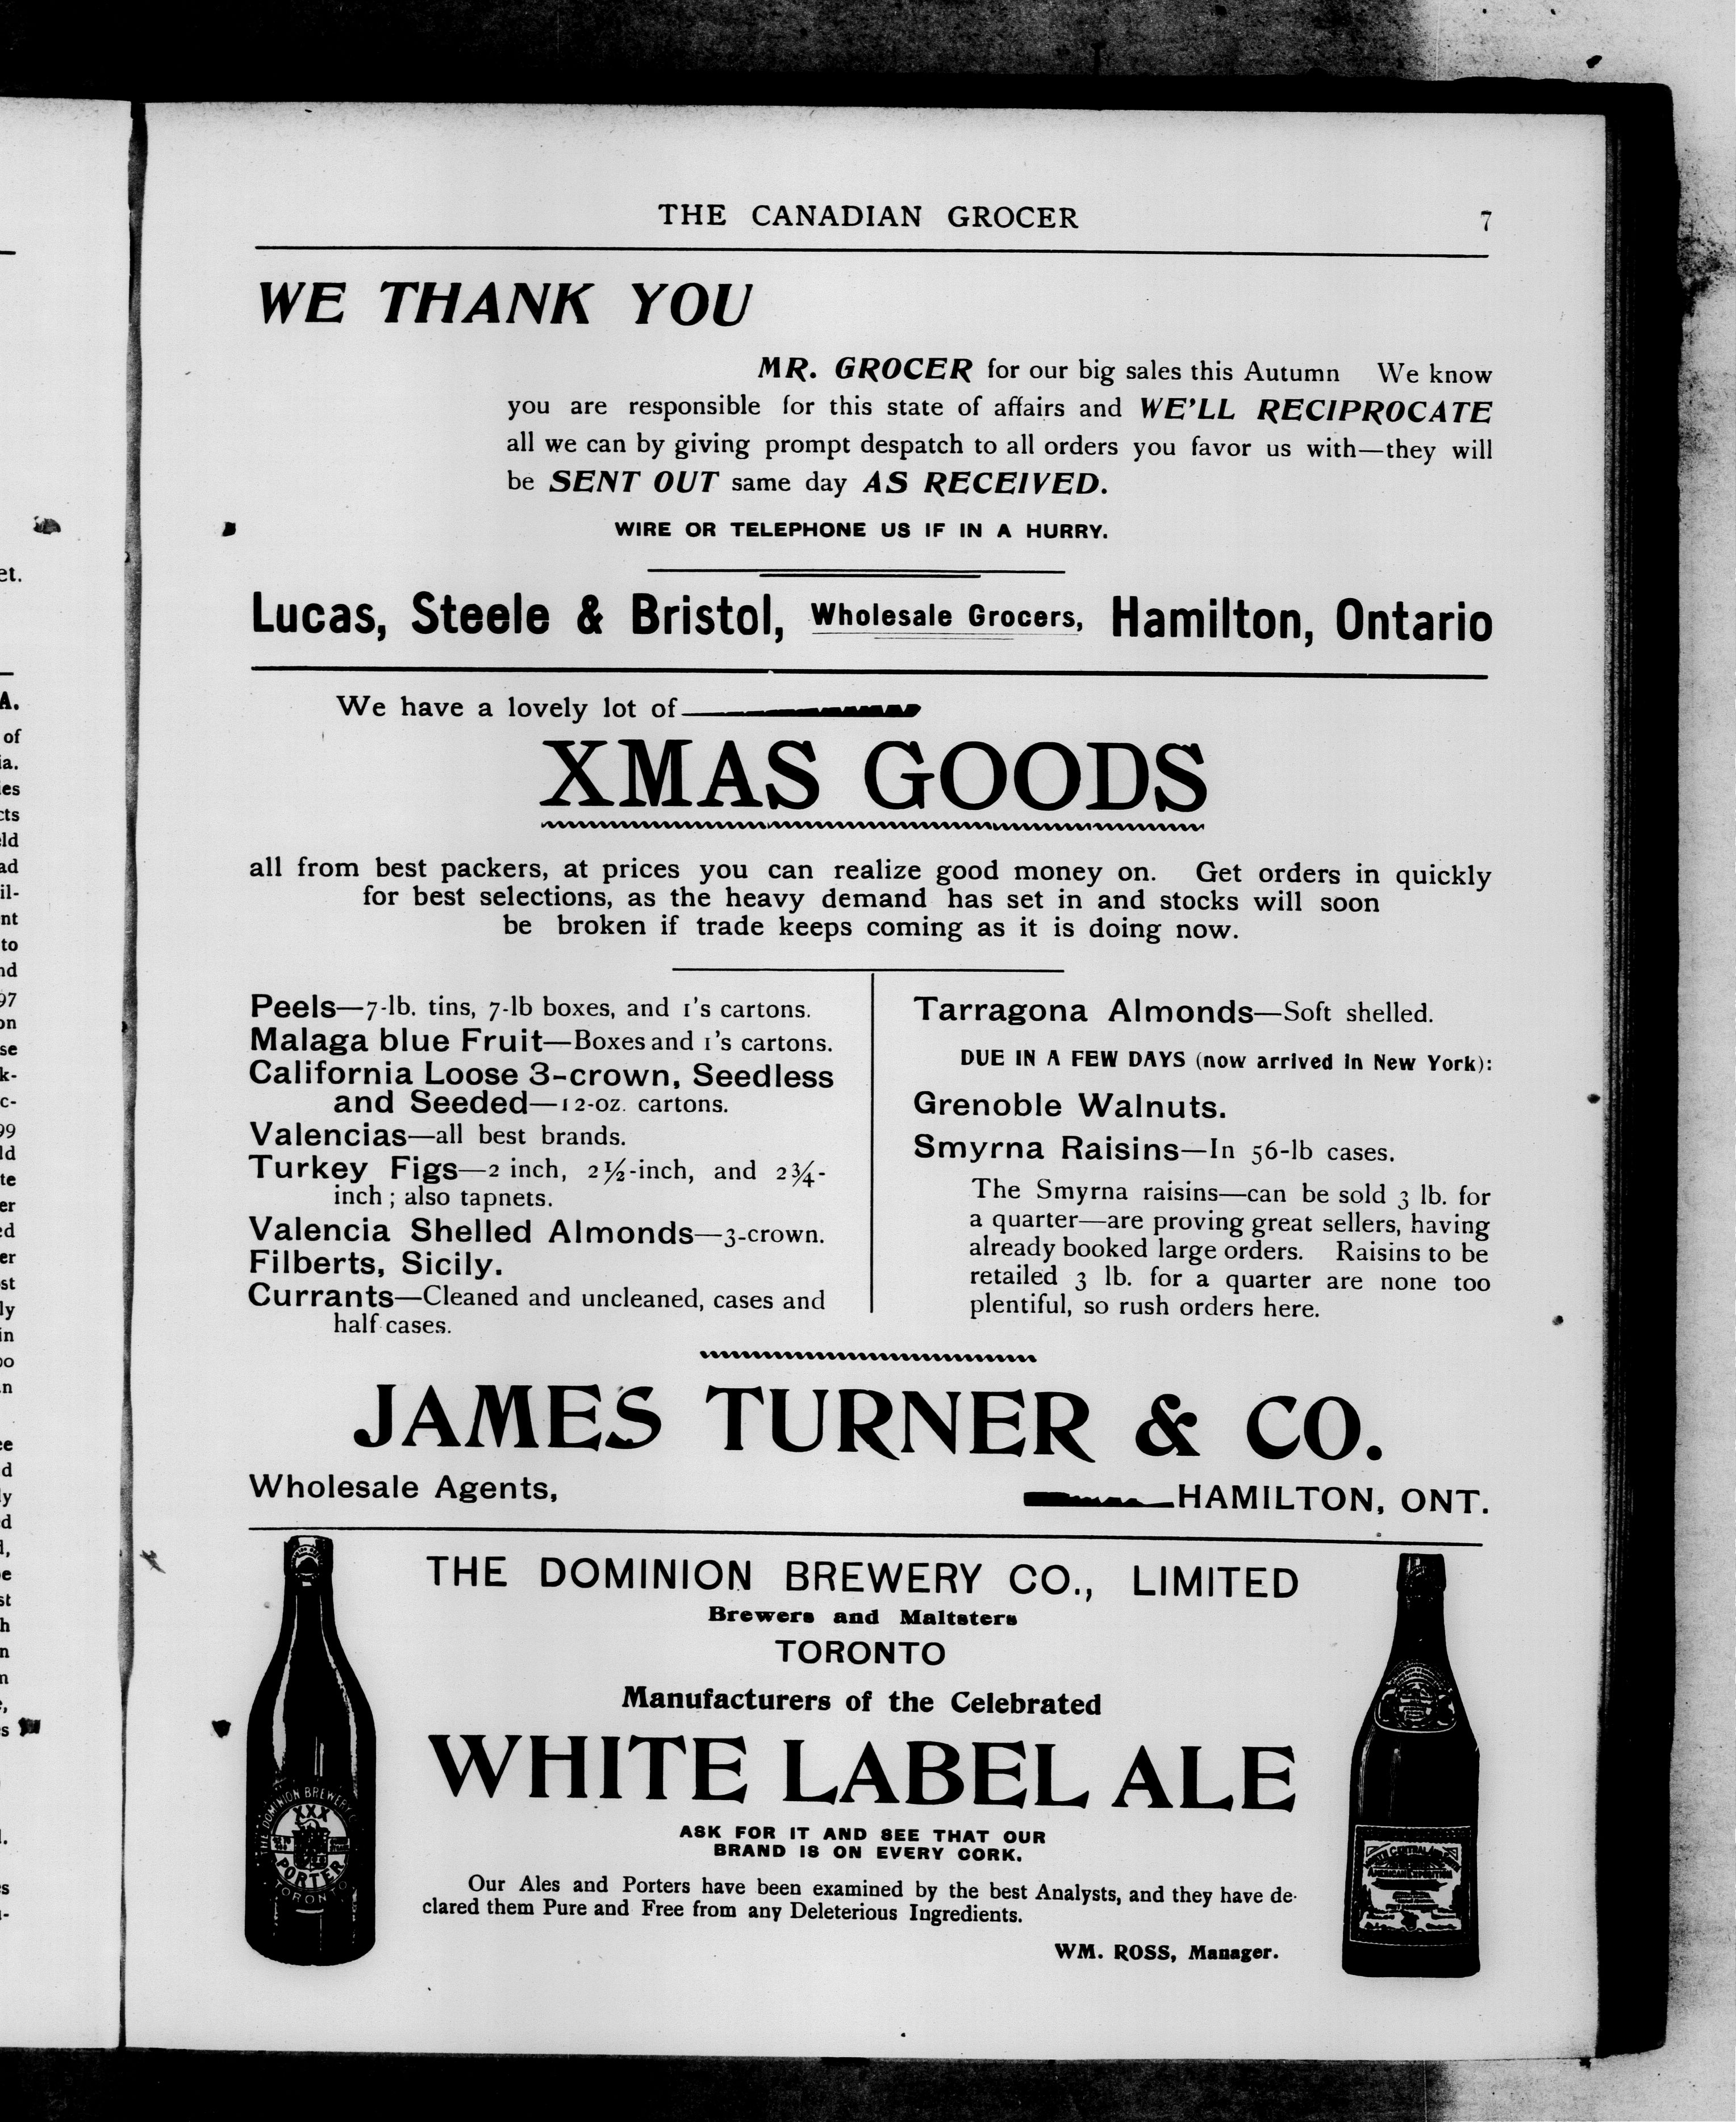 THE CANADIAN GROCER 7
WE THANK YOU
MR. GROCER for our big sales this Autumn We know
you are responsible for this state of affairs and WE'LL RECIPROCATE
all we can by giving prompt despatch to all orders you favor us with—they will
be SENT OUT same day AS RECEIVED.
WIRE OR TELEPHONE US IF IN A HURRY.
Lucas, Steele & Bristol, Wholesale Grocers, Hamilton, Ontario
We have a lovely lot of
XMAS GOODS
all from best packers, at prices you can realize good money on. Get orders in quickly
for best selections, as the heavy demand has set in and stocks will soon
be broken if trade keeps coming as it is doing now.
Peels—7-lb. tins, 7-lb boxes, and 1's cartons.
Malaga blue Fruit—Boxes and 1's cartons.
California Loose 3-crown, Seedless
and Seeded—12-oz. cartons.
Valencias—all best brands.
Turkey Figs—2 inch, 2½-inch, and 2¾-
inch; also tapnets.
Valencia Shelled Almonds—3-crown.
Filberts, Sicily.
Currants—Cleaned and uncleaned, cases and
half cases.
Tarragona Almonds—Soft shelled.
DUE IN A FEW DAYS (now arrived in New York):
Grenoble Walnuts.
Smyrna Raisins—In 56-lb cases.
The Smyrna raisins—can be sold 3 lb. for
a quarter—are proving great sellers, having
already booked large orders. Raisins to be
retailed 3 lb. for a quarter are none too
plentiful, so rush orders here.
JAMES TURNER & CO.
Wholesale Agents, HAMILTON, ONT.
THE DOMINION BREWERY CO., LIMITED
Brewers and Maltsters
TORONTO
Manufacturers of the Celebrated
WHITE LABEL ALE
ASK FOR IT AND SEE THAT OUR
BRAND IS ON EVERY CORK.
Our Ales and Porters have been examined by the best Analysts, and they have de-
clared them Pure and Free from any Deleterious Ingredients.
WM. ROSS, Manager.
THE DOMINION BREWERY
XXX
PORTER
TORONTO